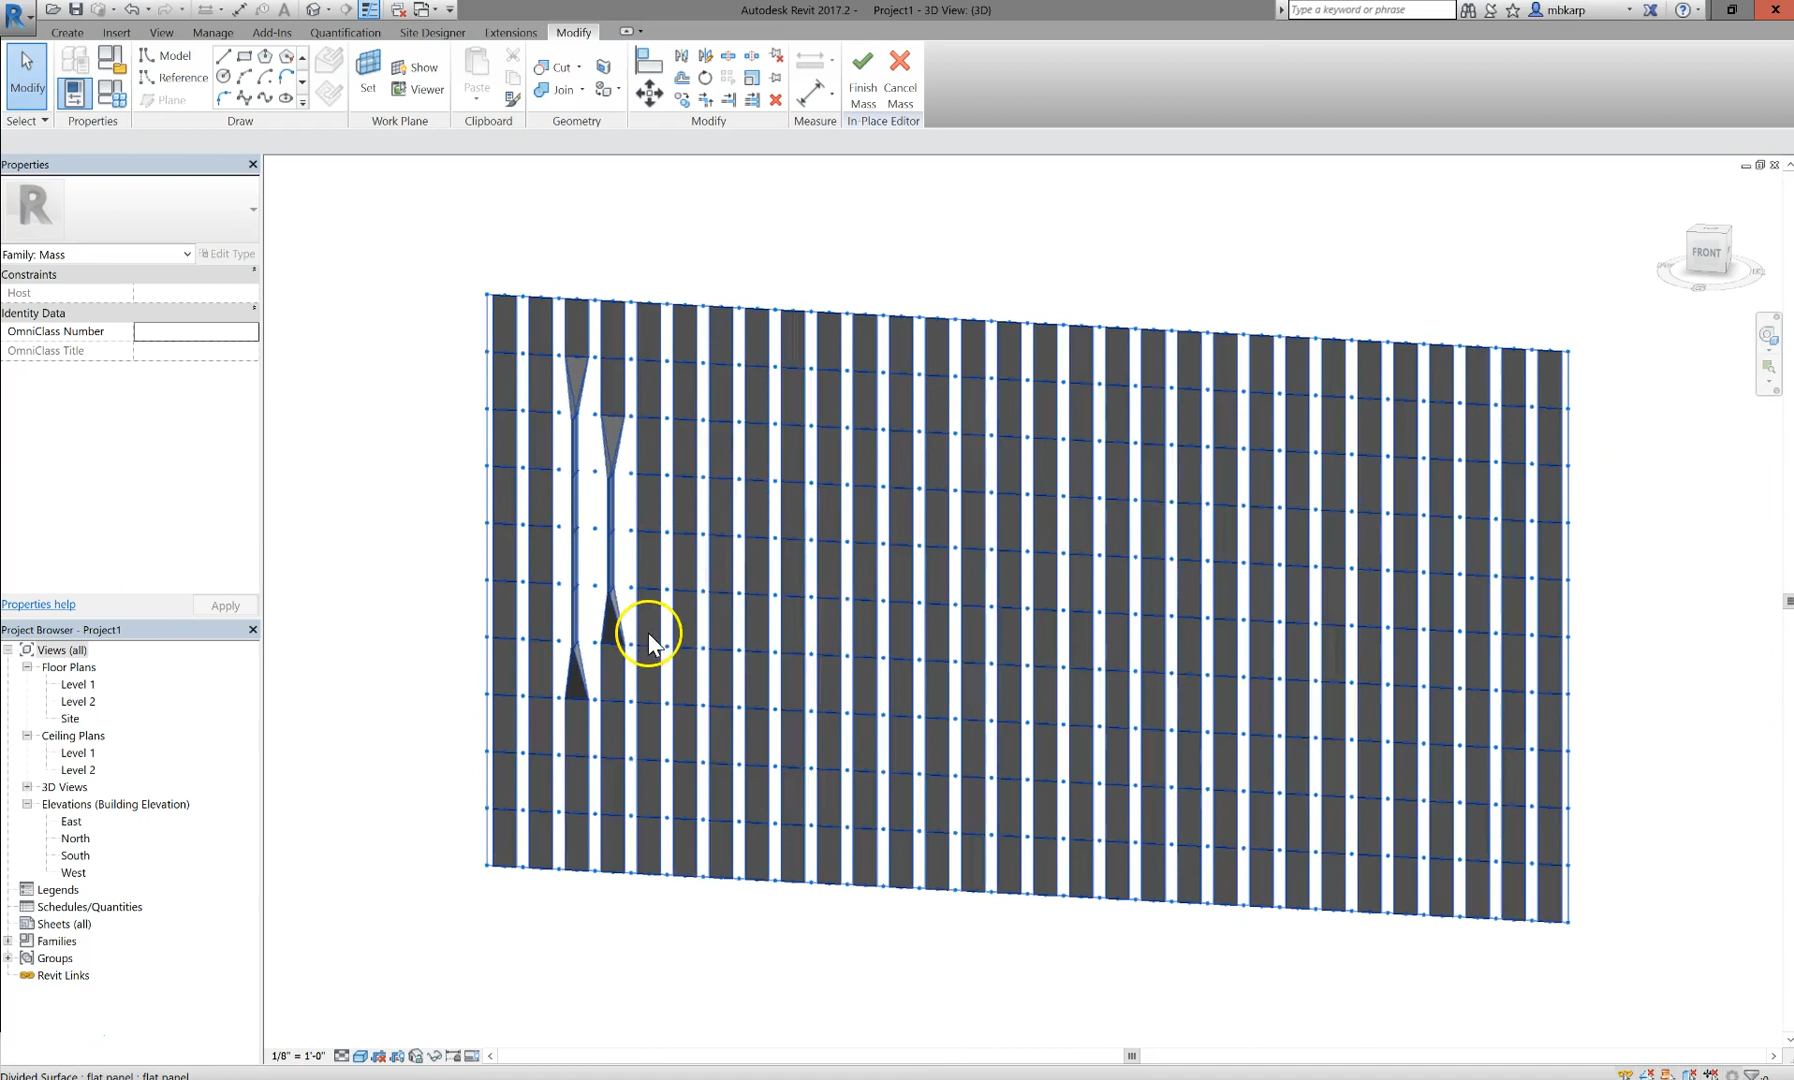 Autodesk Revit 2017.2 - Project1 - 3D View: {3D}
Type a keyword or phrase
mbkarp
Create Insert View Manage Add-Ins Quantification Site Designer Extensions Modify
Modify
Model
Reference
Plane
Set
Show
Viewer
Paste
Cut
Join
Finish Mass
Cancel Mass
Select Properties Draw Work Plane Clipboard Geometry Modify Measure In-Place Editor
Properties
R
Family: Mass
Edit Type
Constraints
Host
Identity Data
OmniClass Number
OmniClass Title
FRONT
Properties help
Apply
Project Browser - Project1
Views (all)
Floor Plans
Level 1
Level 2
Site
Ceiling Plans
Level 1
Level 2
3D Views
Elevations (Building Elevation)
East
North
South
West
Legends
Schedules/Quantities
Sheets (all)
Families
Groups
Revit Links
1/8" = 1'-0"
Divided Surface : flat panel : flat panel
:0